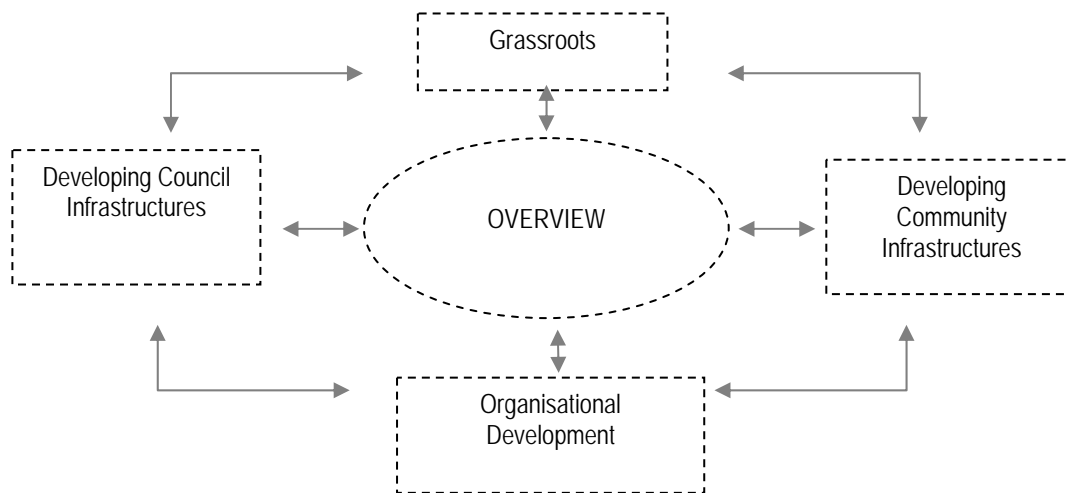 Grassroots
Developing Council
Infrastructures
OVERVIEW
Developing
Community
Infrastructures
Organisational
Development